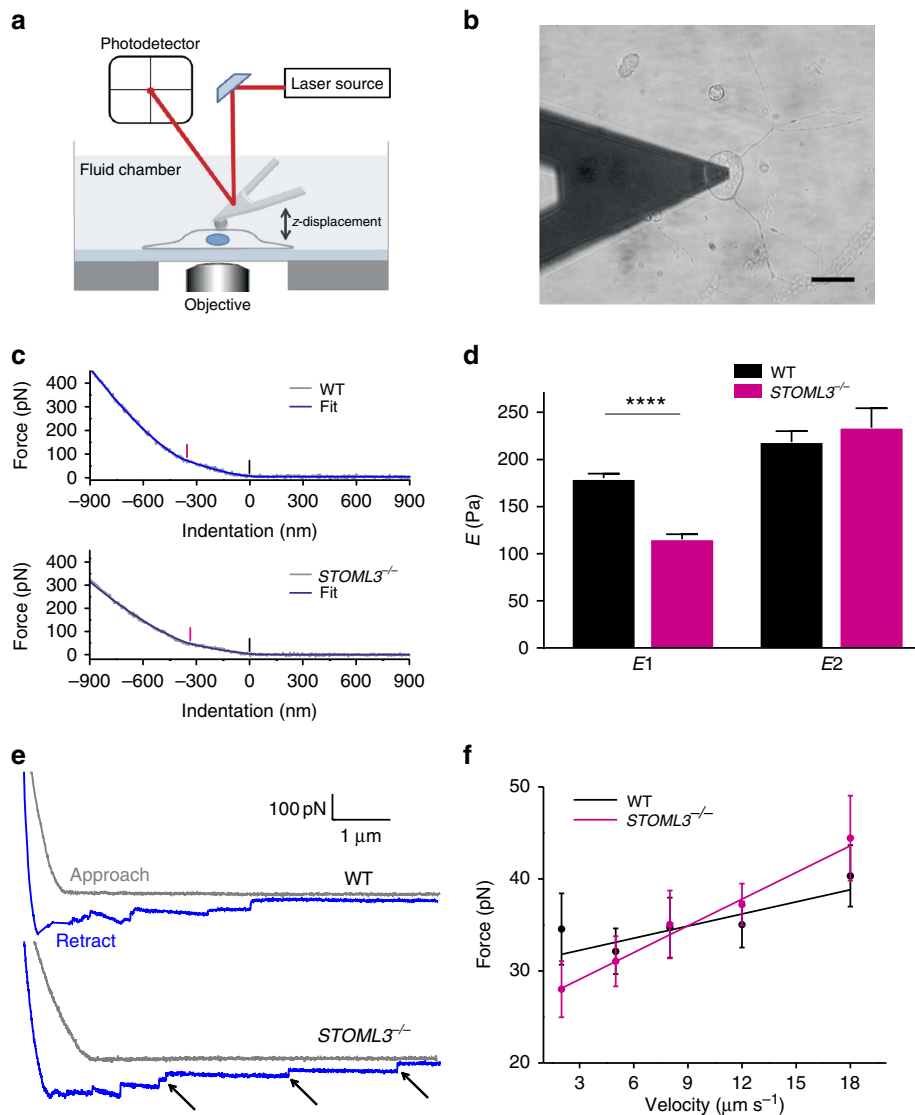 a
Photodetector
Laser source
Fluid chamber
z-displacement
Objective
b
c
Force (pN)
400
300
200
100
0
WT
Fit
–900 –600 –300 0 300 600 900
Indentation (nm)
Force (pN)
400
300
200
100
0
STOML3–/–
Fit
–900 –600 –300 0 300 600 900
Indentation (nm)
d
WT
STOML3–/–
****
E (Pa)
250
200
150
100
50
0
E1 E2
e
100 pN
1 μm
Approach
WT
Retract
STOML3–/–
f
WT
STOML3–/–
Force (pN)
50
40
30
20
3 6 9 12 15 18
Velocity (μm s–1)